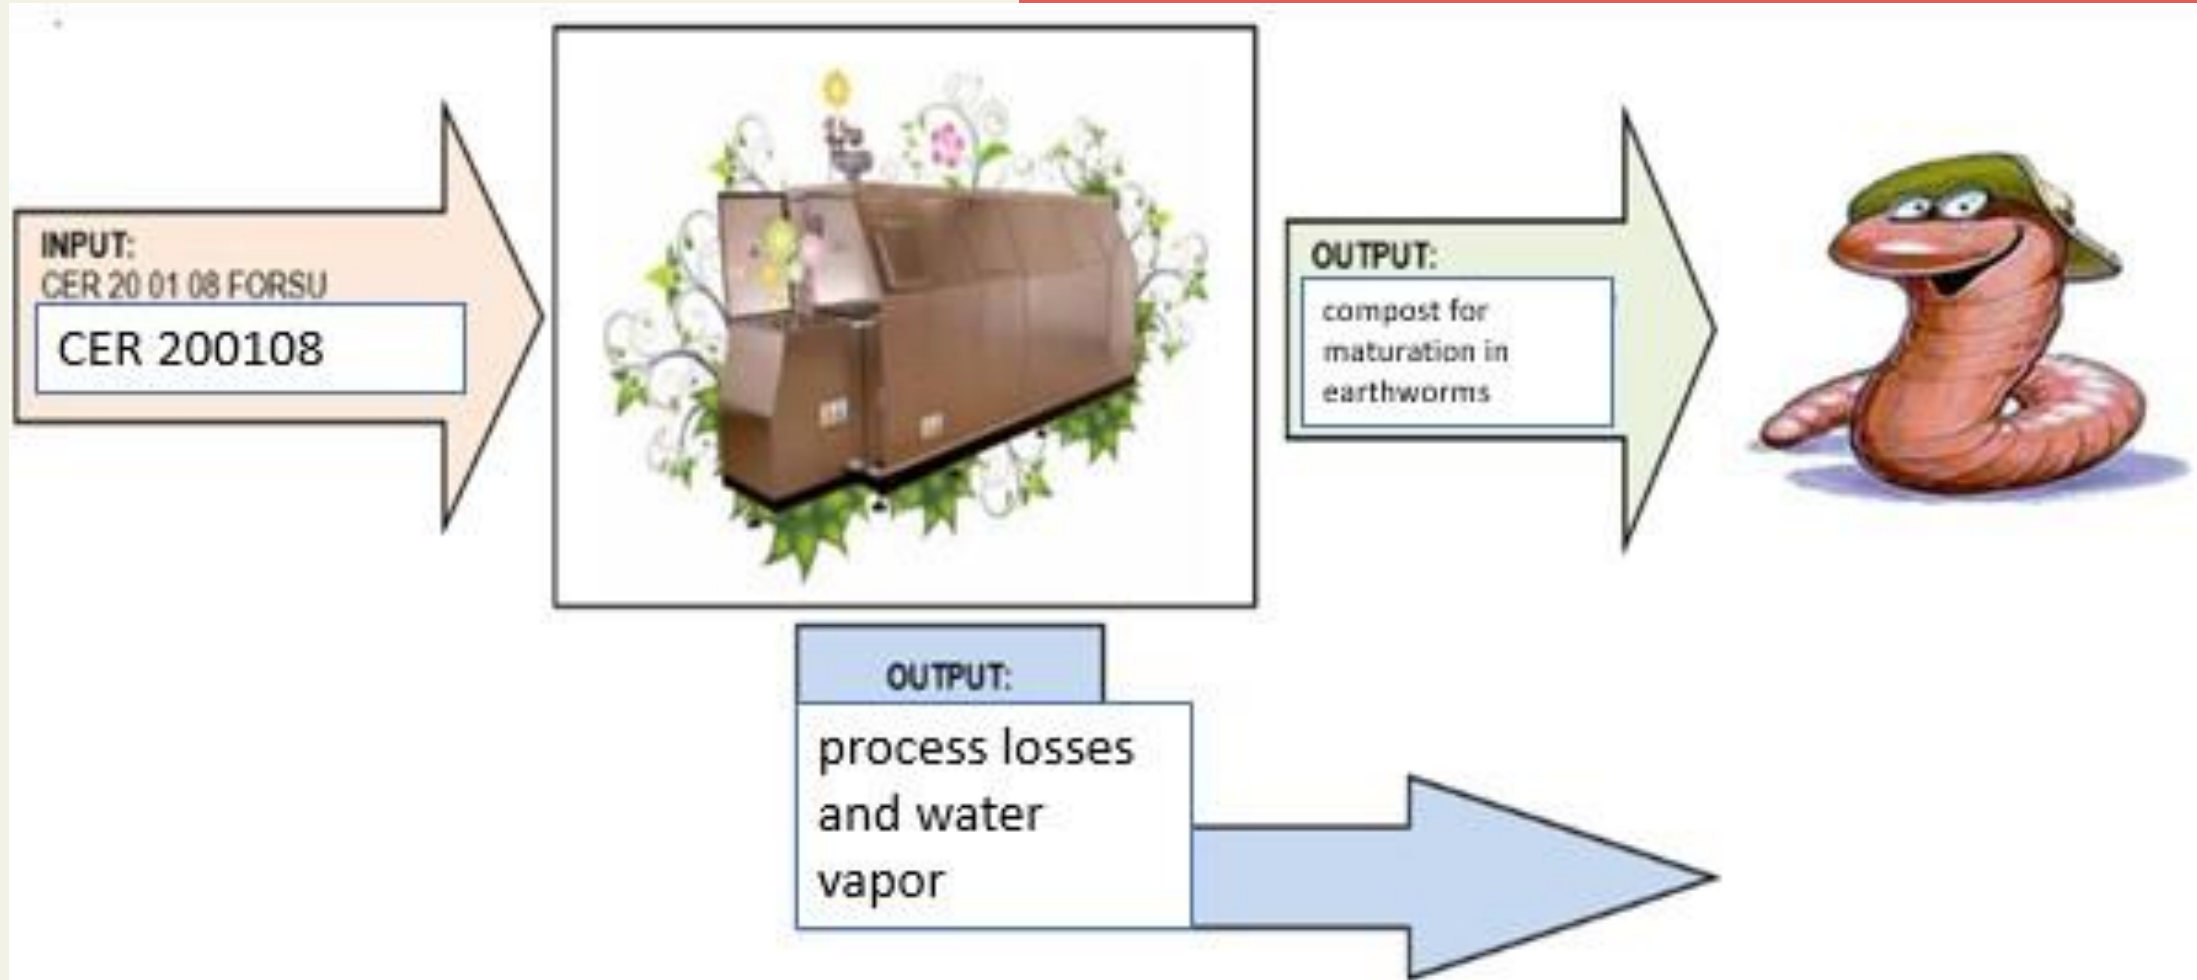 INPUT:
CER 20 01 08 FORSU
CER 200108
OUTPUT:
compost for
maturation in
earthworms
OUTPUT:
process losses
and water
vapor